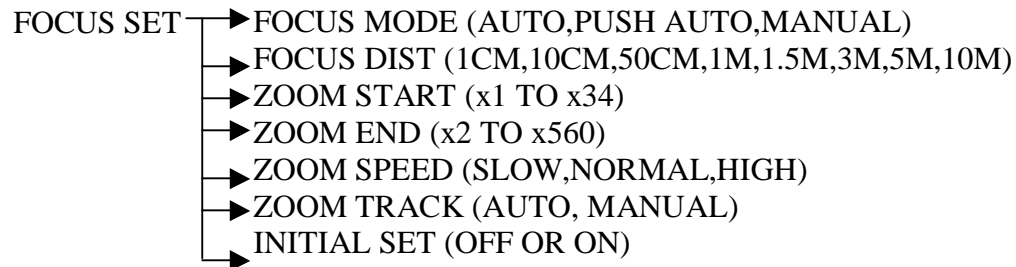 FOCUS SET FOCUS MODE (AUTO,PUSH AUTO,MANUAL)
FOCUS DIST (1CM,10CM,50CM,1M,1.5M,3M,5M,10M)
ZOOM START (x1 TO x34)
ZOOM END (x2 TO x560)
ZOOM SPEED (SLOW,NORMAL,HIGH)
ZOOM TRACK (AUTO, MANUAL)
INITIAL SET (OFF OR ON)